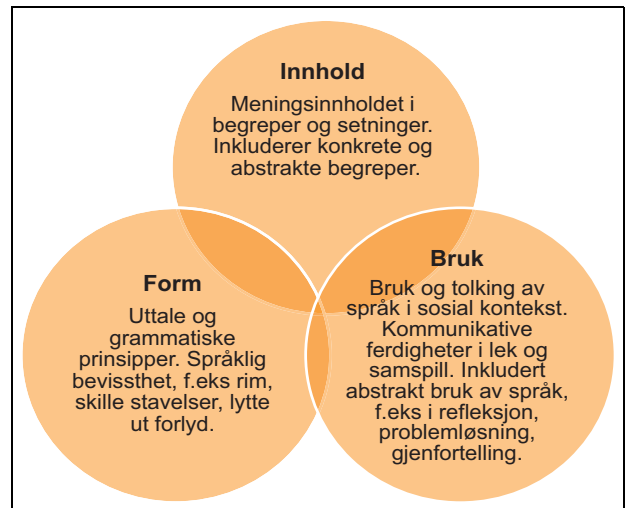 Innhold
Meningsinnholdet i
begreper og setninger.
Inkluderer konkrete og
abstrakte begreper.
Form
Uttale og
grammatiske
prinsipper. Språklig
bevissthet, f.eks rim,
skille stavelser, lytte
ut forlyd.
Bruk
Bruk og tolking av
språk i sosial kontekst.
Kommunikative
ferdigheter i lek og
samspill. Inkludert
abstrakt bruk av språk,
f.eks i refleksjon,
problemløsning,
gjenfortelling.